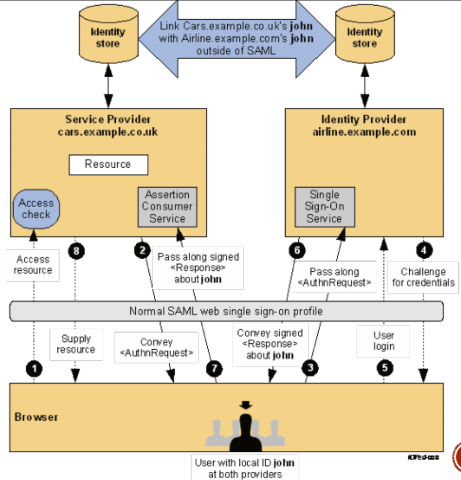 Identity
store
Link Cars.example.co.uk's john
with Airline.example.com's john
outside of SAML
Identity
store
Service Provider
cars.example.co.uk
Identity Provider
airline.example.com
Resource
Access
check
Assertion
Consumer
Service
Single
Sign-On
Service
8
2
6
4
Access
resource
Pass along signed
<Response>
about john
Pass along
<AuthnRequest>
Challenge
for credentials
Normal SAML web single sign-on profile
Supply
resource
Convey
<AuthnRequest>
Convey signed
<Response>
about john
User
login
1
7
3
5
Browser
User with local ID john
at both providers